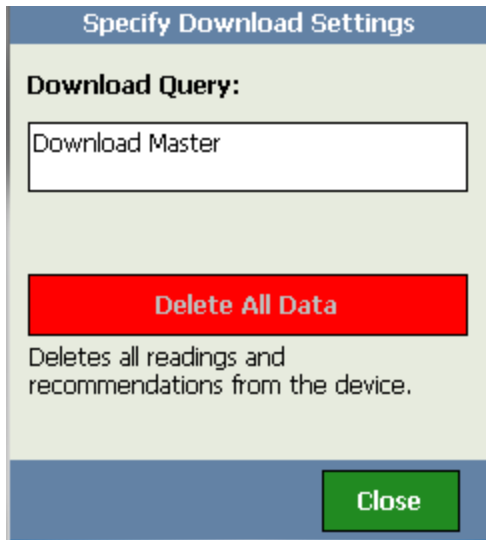 Specify Download Settings
Download Query:
Download Master
Delete All Data
Deletes all readings and
recommendations from the device.
Close